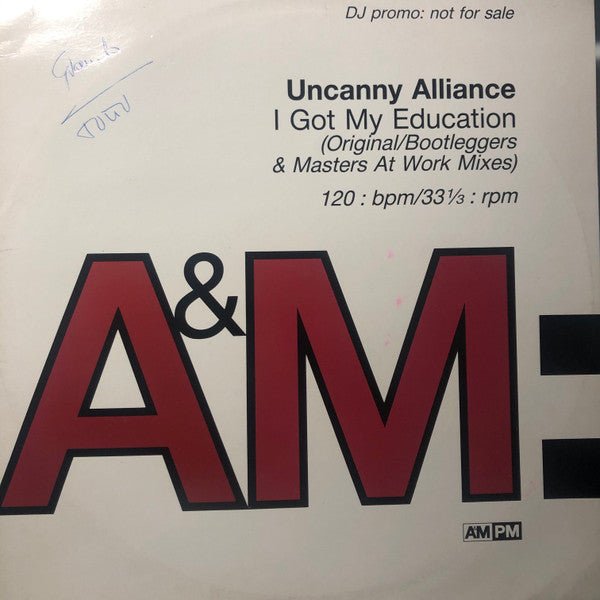 DJ promo: not for sale
Uncanny Alliance
I Got My Education
(Original/Bootleggers
& Masters At Work Mixes)
120 : bpm/33⅓ : rpm
A&M:
AM PM